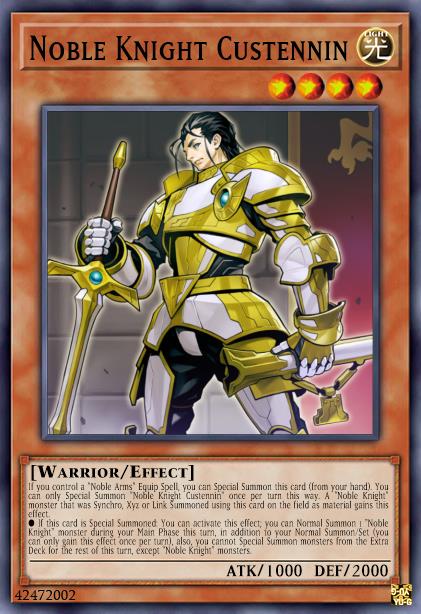 NOBLE KNIGHT CUSTENNIN
LIGHT
光
[WARRIOR/EFFECT]
If you control a "Noble Arms" Equip Spell, you can Special Summon this card (from your hand). You
can only Special Summon "Noble Knight Custennin" once per turn this way. A "Noble Knight"
monster that was Synchro, Xyz or Link Summoned using this card on the field as material gains this
effect.
● If this card is Special Summoned: You can activate this effect; you can Normal Summon 1 "Noble
Knight" monster during your Main Phase this turn, in addition to your Normal Summon/Set (you
can only gain this effect once per turn), also, you cannot Special Summon monsters from the Extra
Deck for the rest of this turn, except "Noble Knight" monsters.
ATK/1000 DEF/2000
42472002